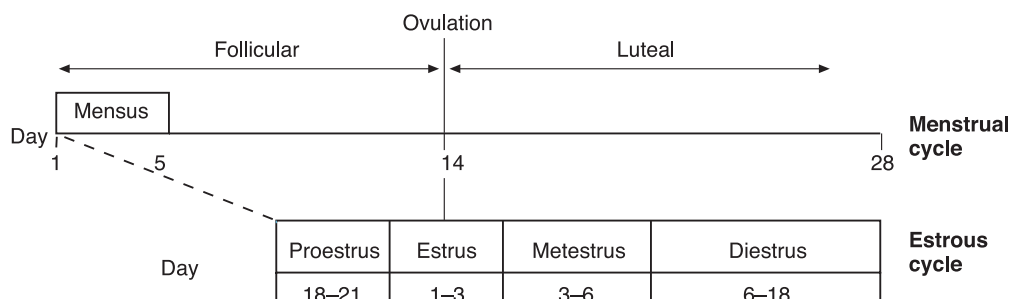 Ovulation
Follicular
Luteal
Mensus
Day
1
5
14
28
Menstrual
cycle
Proestrus
Estrus
Metestrus
Diestrus
Estrous
cycle
Day
18–21
1–3
3–6
6–18